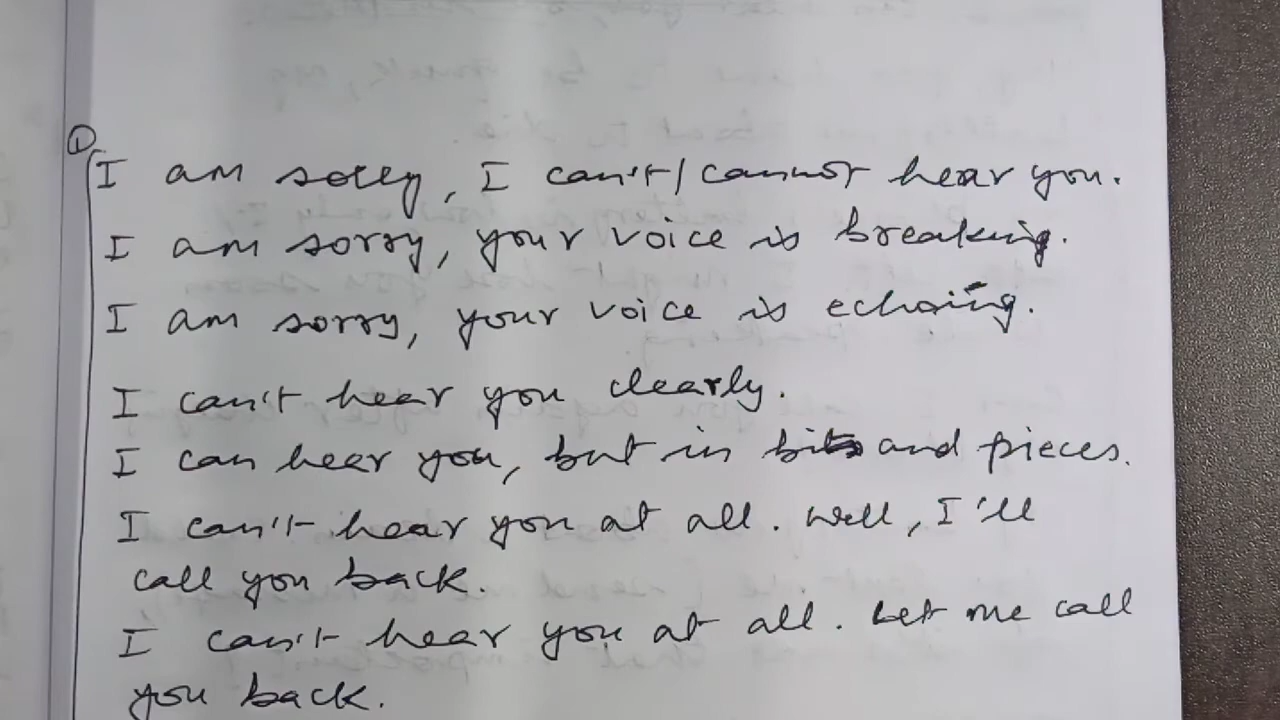 ①
I am sorry, I can't/cannot hear you.
I am sorry, your voice is breaking.
I am sorry, your voice is echoing.
I can't hear you clearly.
I can hear you, but in bits and pieces.
I can't hear you at all. Well, I'll
call you back.
I can't hear you at all. Let me call
you back.